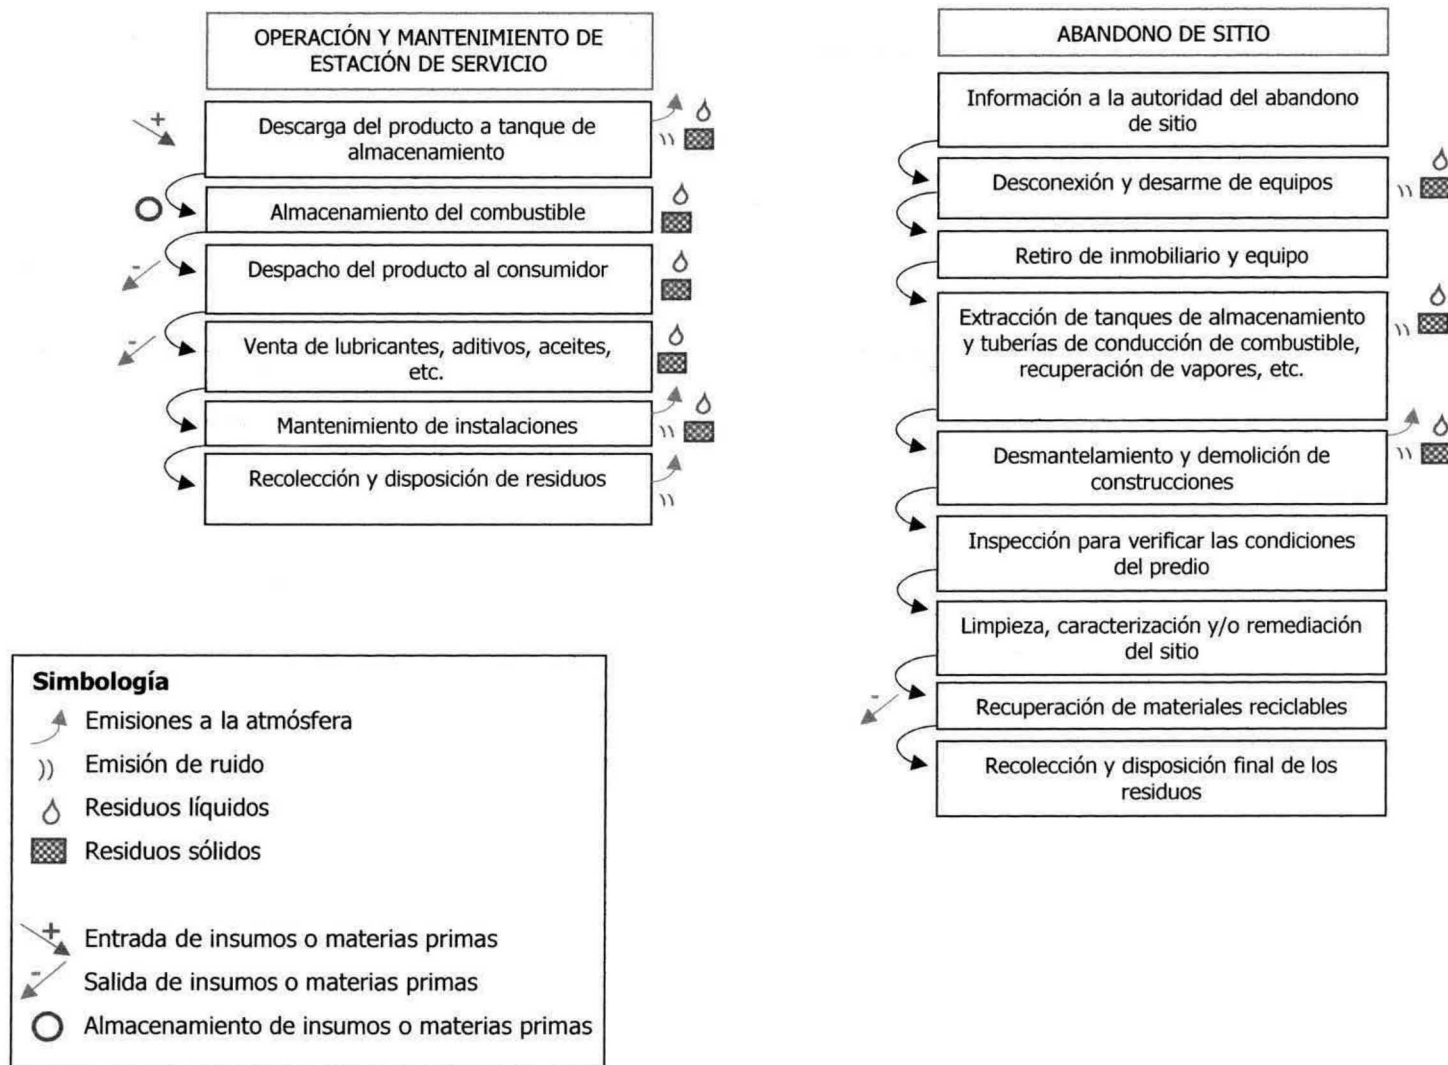 OPERACIÓN Y MANTENIMIENTO DE
ESTACIÓN DE SERVICIO
+
Descarga del producto a tanque de
almacenamiento
Almacenamiento del combustible
-
Despacho del producto al consumidor
-
Venta de lubricantes, aditivos, aceites,
etc.
Mantenimiento de instalaciones
Recolección y disposición de residuos
ABANDONO DE SITIO
Información a la autoridad del abandono
de sitio
Desconexión y desarme de equipos
Retiro de inmobiliario y equipo
Extracción de tanques de almacenamiento
y tuberías de conducción de combustible,
recuperación de vapores, etc.
Desmantelamiento y demolición de
construcciones
Inspección para verificar las condiciones
del predio
Limpieza, caracterización y/o remediación
del sitio
-
Recuperación de materiales reciclables
Recolección y disposición final de los
residuos
Simbología
Emisiones a la atmósfera
Emisión de ruido
Residuos líquidos
Residuos sólidos
+
Entrada de insumos o materias primas
-
Salida de insumos o materias primas
Almacenamiento de insumos o materias primas